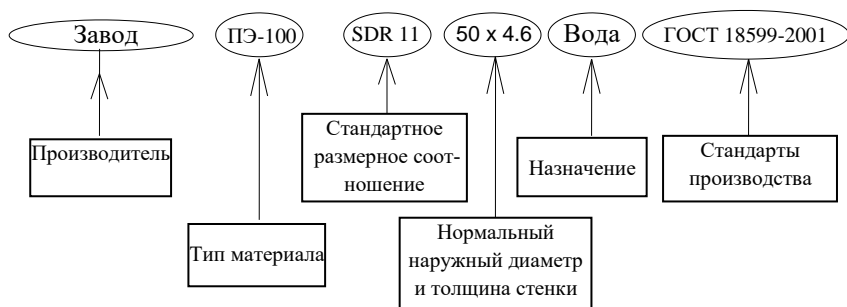 Завод
ПЭ-100
SDR 11
50 x 4.6
Вода
ГОСТ 18599-2001
Производитель
Тип материала
Стандартное
размерное соот-
ношение
Нормальный
наружный диаметр
и толщина стенки
Назначение
Стандарты
производства